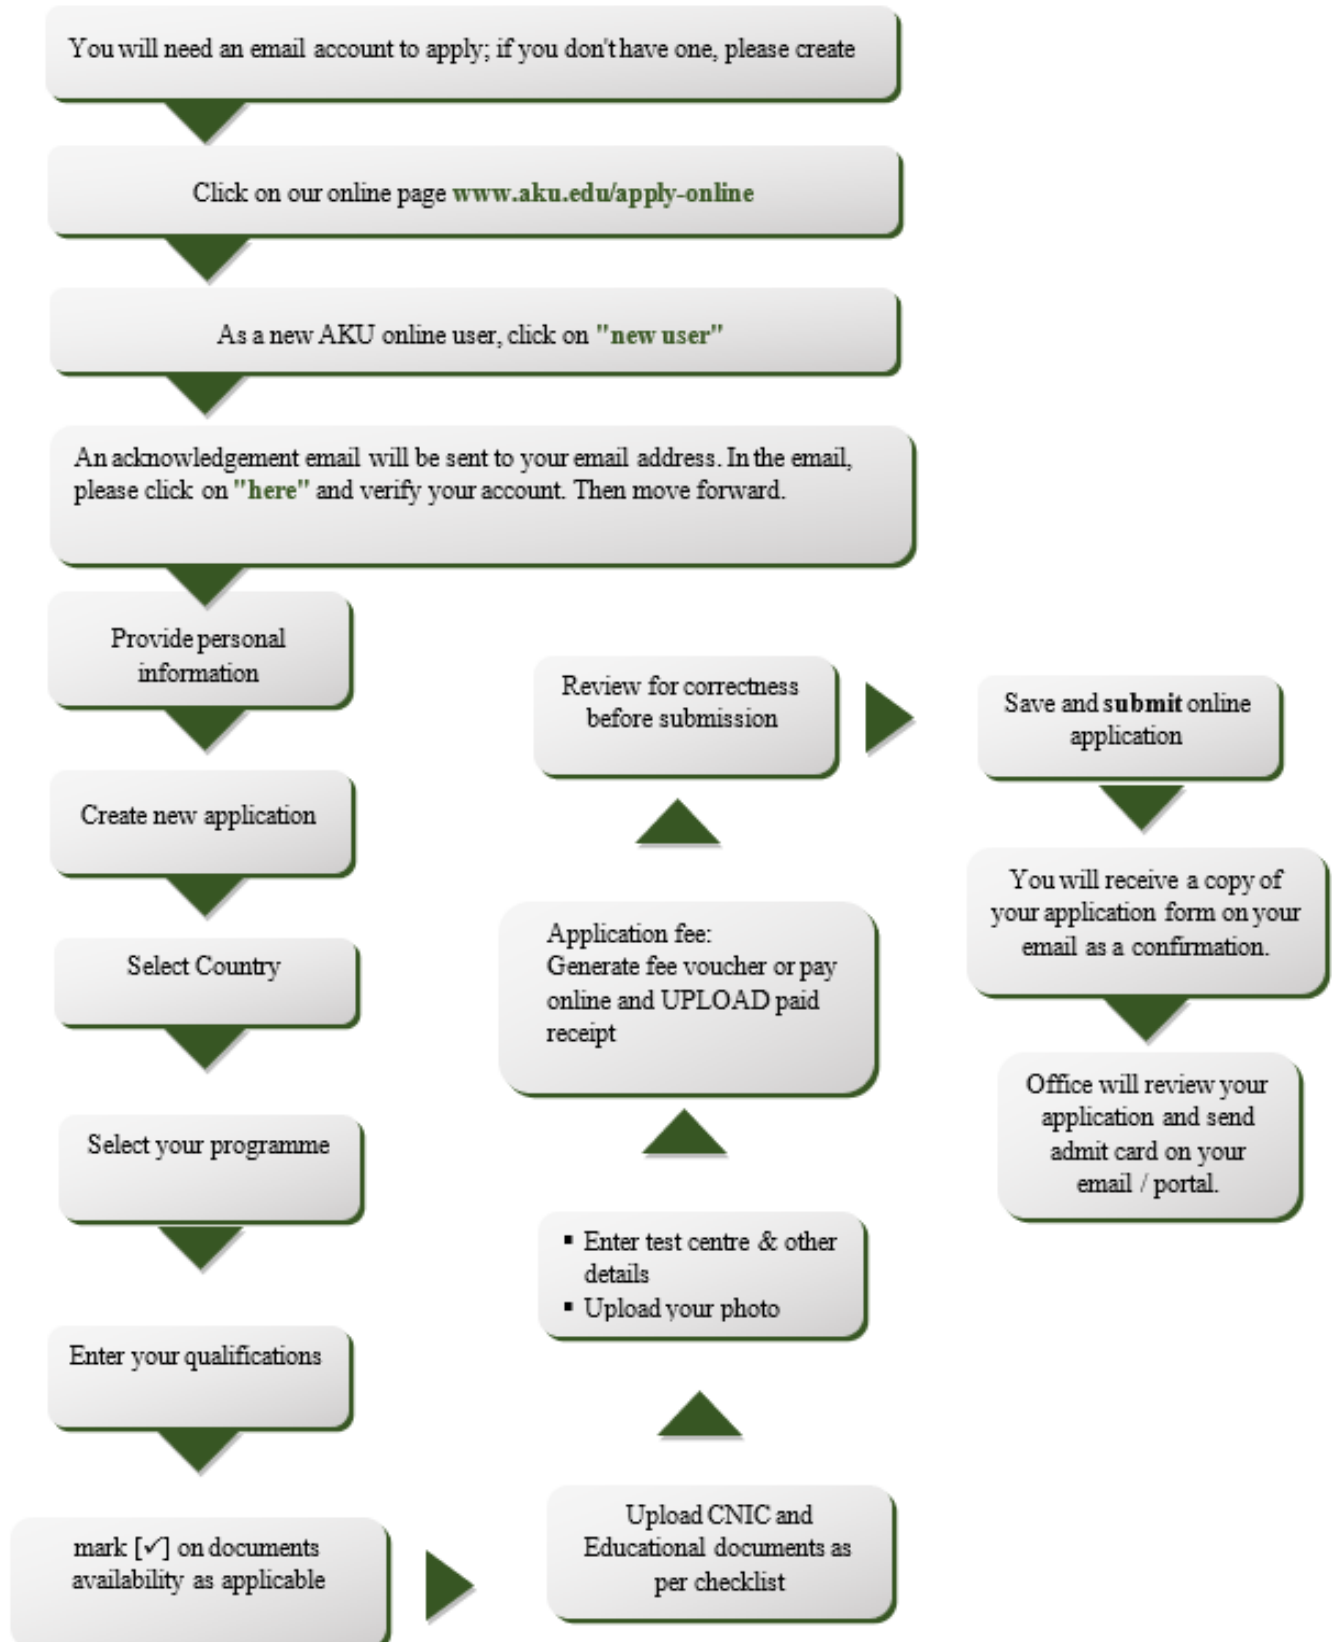 You will need an email account to apply; if you don't have one, please create
Click on our online page www.aku.edu/apply-online
As a new AKU online user, click on "new user"
An acknowledgement email will be sent to your email address. In the email,
please click on "here" and verify your account. Then move forward.
Provide personal
information
Create new application
Select Country
Select your programme
Enter your qualifications
mark [✓] on documents
availability as applicable
Upload CNIC and
Educational documents as
per checklist
▪ Enter test centre & other
details
▪ Upload your photo
Application fee:
Generate fee voucher or pay
online and UPLOAD paid
receipt
Review for correctness
before submission
Save and submit online
application
You will receive a copy of
your application form on your
email as a confirmation.
Office will review your
application and send
admit card on your
email / portal.